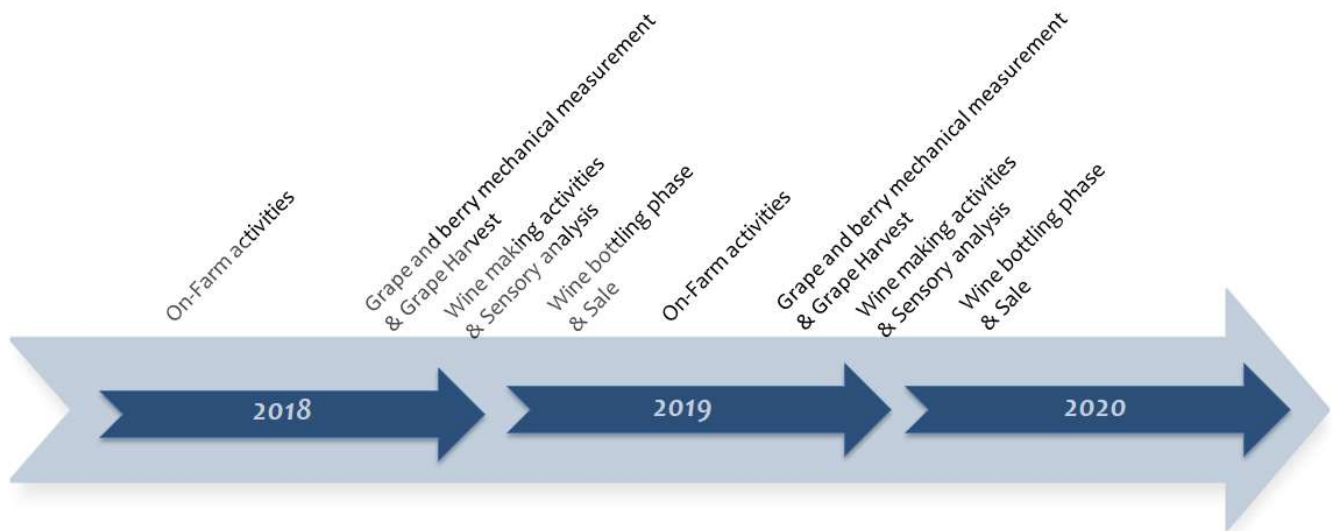 On-Farm activities
Grape and berry mechanical measurement
& Grape Harvest
Wine making activities
& Sensory analysis
Wine bottling phase
& Sale
On-Farm activities
Grape and berry mechanical measurement
& Grape Harvest
Wine making activities
& Sensory analysis
Wine bottling phase
& Sale
2018
2019
2020